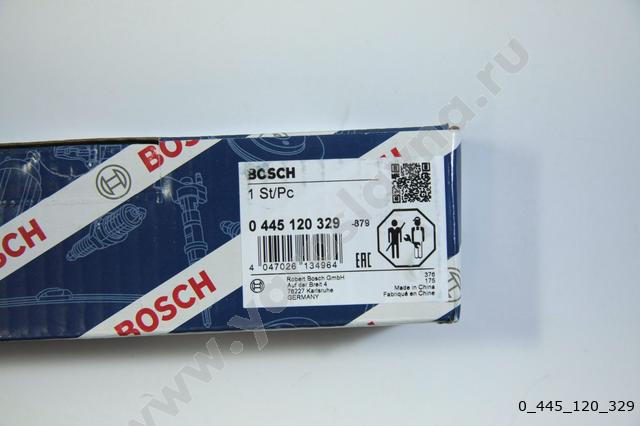 BOSCH
BOSCH
BOSCH
BOSCH
1 St/Pc
0 445 120 329 -879
4 047026 134964
EAC
Robert Bosch GmbH
Auf der Breit 4
76227 Karlsruhe
GERMANY
376
175
Made in China
Fabriqué en Chine
0_445_120_329